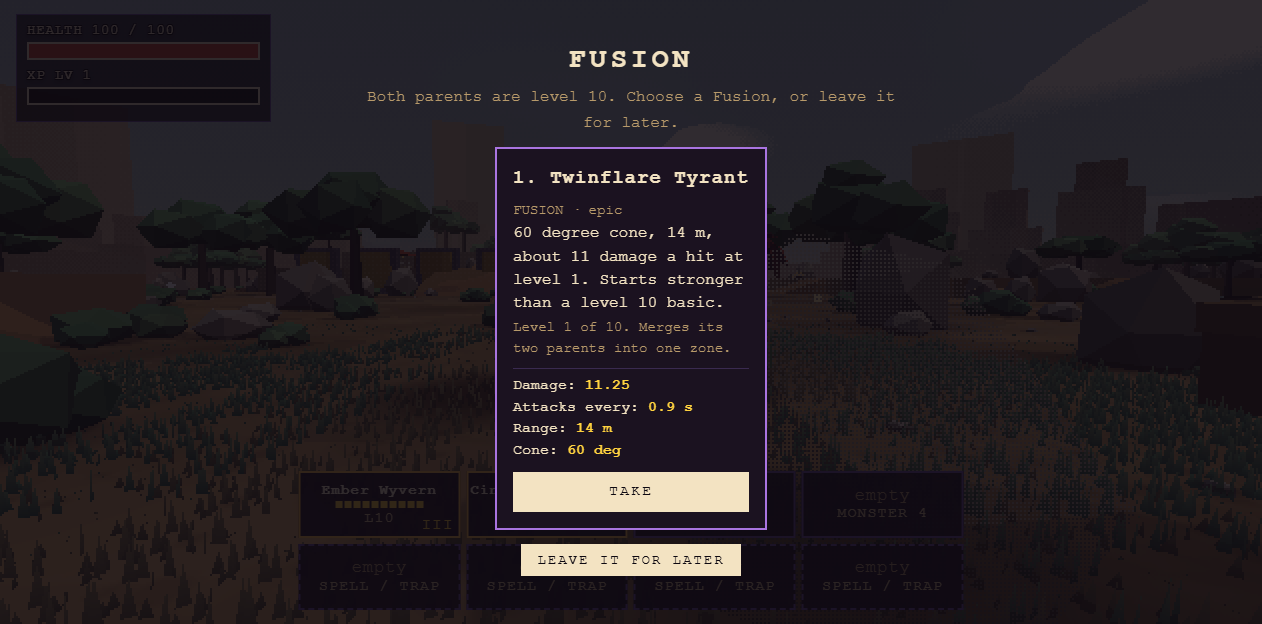 HEALTH 100 / 100
XP LV 1
FUSION
Both parents are level 10. Choose a Fusion, or leave it
for later.
1. Twinflare Tyrant
FUSION · epic
60 degree cone, 14 m,
about 11 damage a hit at
level 1. Starts stronger
than a level 10 basic.
Level 1 of 10. Merges its
two parents into one zone.
Damage: 11.25
Attacks every: 0.9 s
Range: 14 m
Cone: 60 deg
TAKE
Ember Wyvern
L10
III
empty
MONSTER 4
LEAVE IT FOR LATER
empty
SPELL / TRAP
SPELL / TRAP
SPELL / TRAP
empty
SPELL / TRAP